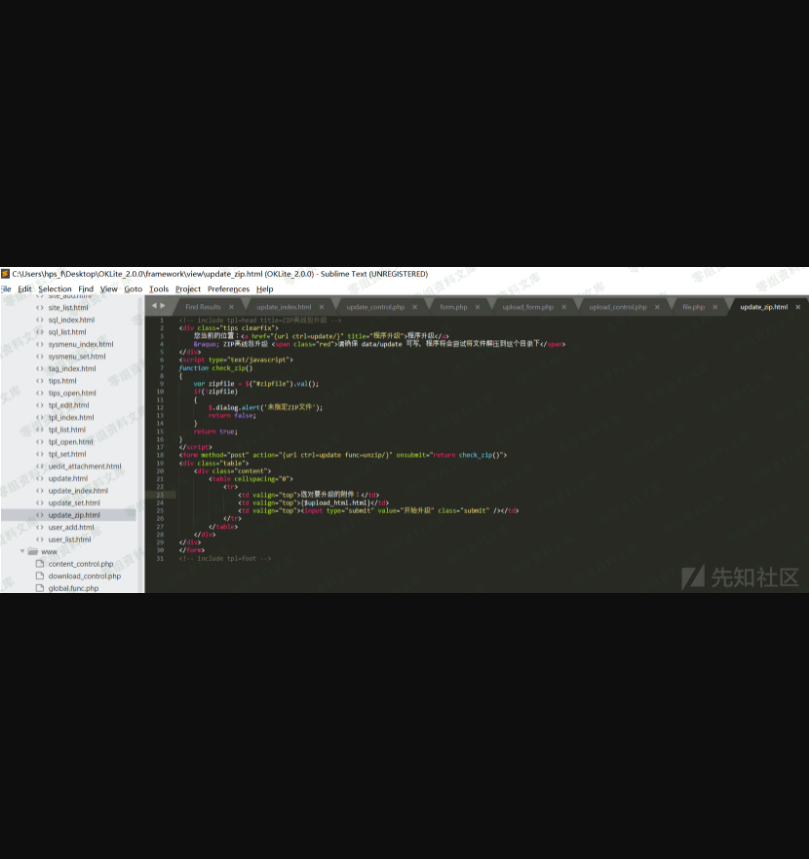 C:\Users\hps_f\Desktop\OKLite_2.0.0\framework\view\update_zip.html (OKLite_2.0.0) - Sublime Text (UNREGISTERED)
File Edit Selection Find View Goto Tools Project Preferences Help
Find Results × update_index.html × update_control.php × form.php × upload_form.php × upload_control.php × file.php × update_zip.html ×
site_add.html
site_list.html
sql_index.html
sql_list.html
sysmenu_index.html
sysmenu_set.html
tag_index.html
tips.html
tips_open.html
tpl_edit.html
tpl_index.html
tpl_list.html
tpl_open.html
tpl_set.html
uedit_attachment.html
update.html
update_index.html
update_set.html
update_zip.html
user_add.html
user_list.html
www
content_control.php
download_control.php
global.func.php
1 <!-- include tpl=head title=ZIP离线包升级 -->
2 <div class="tips clearfix">
3 您当前的位置：<a href="{url ctrl=update/}" title="程序升级">程序升级</a>
4 &raquo; ZIP离线包升级 <span class="red">请确保 data/update 可写，程序将会尝试将文件解压到这个目录下</span>
5 </div>
6 <script type="text/javascript">
7 function check_zip()
8 {
9 var zipfile = $("#zipfile").val();
10 if(!zipfile)
11 {
12 $.dialog.alert('未指定ZIP文件');
13 return false;
14 }
15 return true;
16 }
17 </script>
18 <form method="post" action="{url ctrl=update func=unzip/}" onsubmit="return check_zip()">
19 <div class="table">
20 <div class="content">
21 <table cellspacing="0">
22 <tr>
23 <td valign="top">选对要升级的附件：</td>
24 <td valign="top">{$upload_html.html}</td>
25 <td valign="top"><input type="submit" value="开始升级" class="submit" /></td>
26 </tr>
27 </table>
28 </div>
29 </div>
30 </form>
31 <!-- include tpl=foot -->
先知社区
零组资料文库